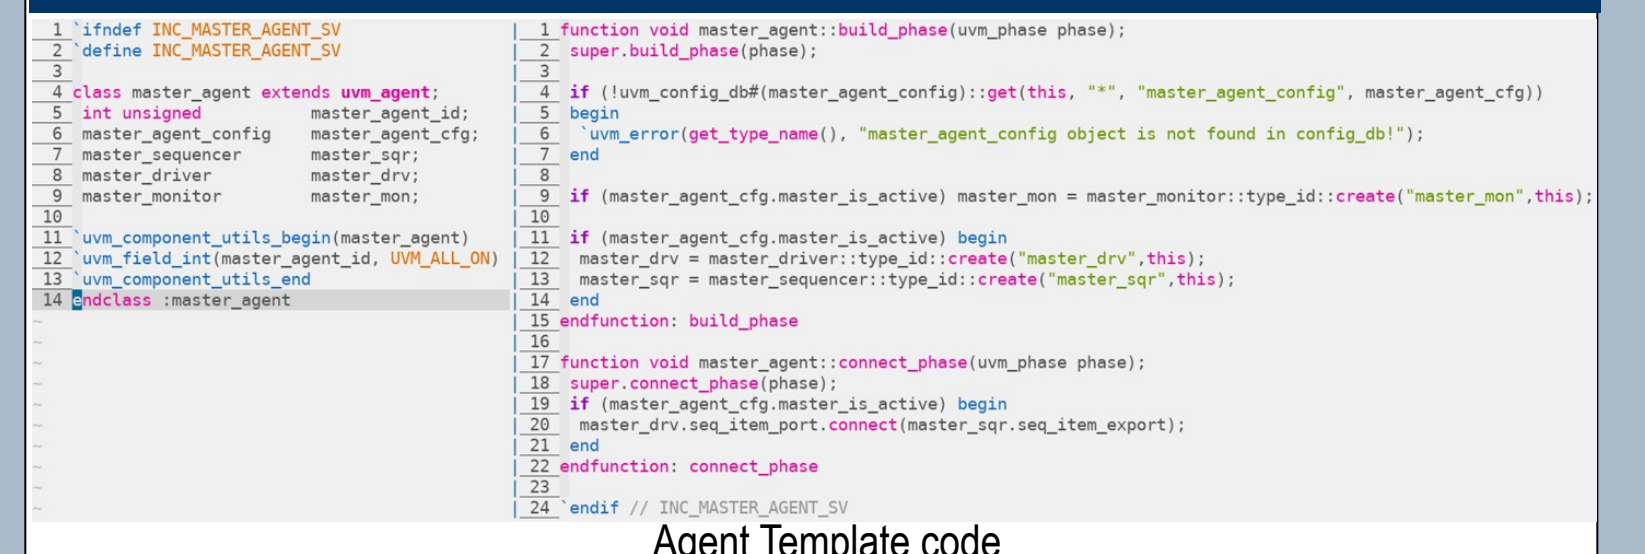 1 `ifndef INC_MASTER_AGENT_SV
2 `define INC_MASTER_AGENT_SV
3
4 class master_agent extends uvm_agent;
5 int unsigned master_agent_id;
6 master_agent_config master_agent_cfg;
7 master_sequencer master_sqr;
8 master_driver master_drv;
9 master_monitor master_mon;
10
11 `uvm_component_utils_begin(master_agent)
12 `uvm_field_int(master_agent_id, UVM_ALL_ON)
13 `uvm_component_utils_end
14 endclass :master_agent
~
~
~
~
~
~
~
~
~
~
1 function void master_agent::build_phase(uvm_phase phase);
2 super.build_phase(phase);
3
4 if (!uvm_config_db#(master_agent_config)::get(this, "*", "master_agent_config", master_agent_cfg))
5 begin
6 `uvm_error(get_type_name(), "master_agent_config object is not found in config_db!");
7 end
8
9 if (master_agent_cfg.master_is_active) master_mon = master_monitor::type_id::create("master_mon",this);
10
11 if (master_agent_cfg.master_is_active) begin
12 master_drv = master_driver::type_id::create("master_drv",this);
13 master_sqr = master_sequencer::type_id::create("master_sqr",this);
14 end
15 endfunction: build_phase
16
17 function void master_agent::connect_phase(uvm_phase phase);
18 super.connect_phase(phase);
19 if (master_agent_cfg.master_is_active) begin
20 master_drv.seq_item_port.connect(master_sqr.seq_item_export);
21 end
22 endfunction: connect_phase
23
24 `endif // INC_MASTER_AGENT_SV
Agent Template code